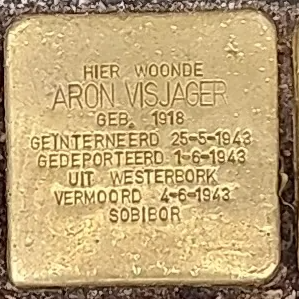 HIER WOONDE
ARON VISJAGER
GEB. 1918
GEÏNTERNEERD 25-5-1943
GEDEPORTEERD 1-6-1943
UIT WESTERBORK
VERMOORD 4-6-1943
SOBIBOR